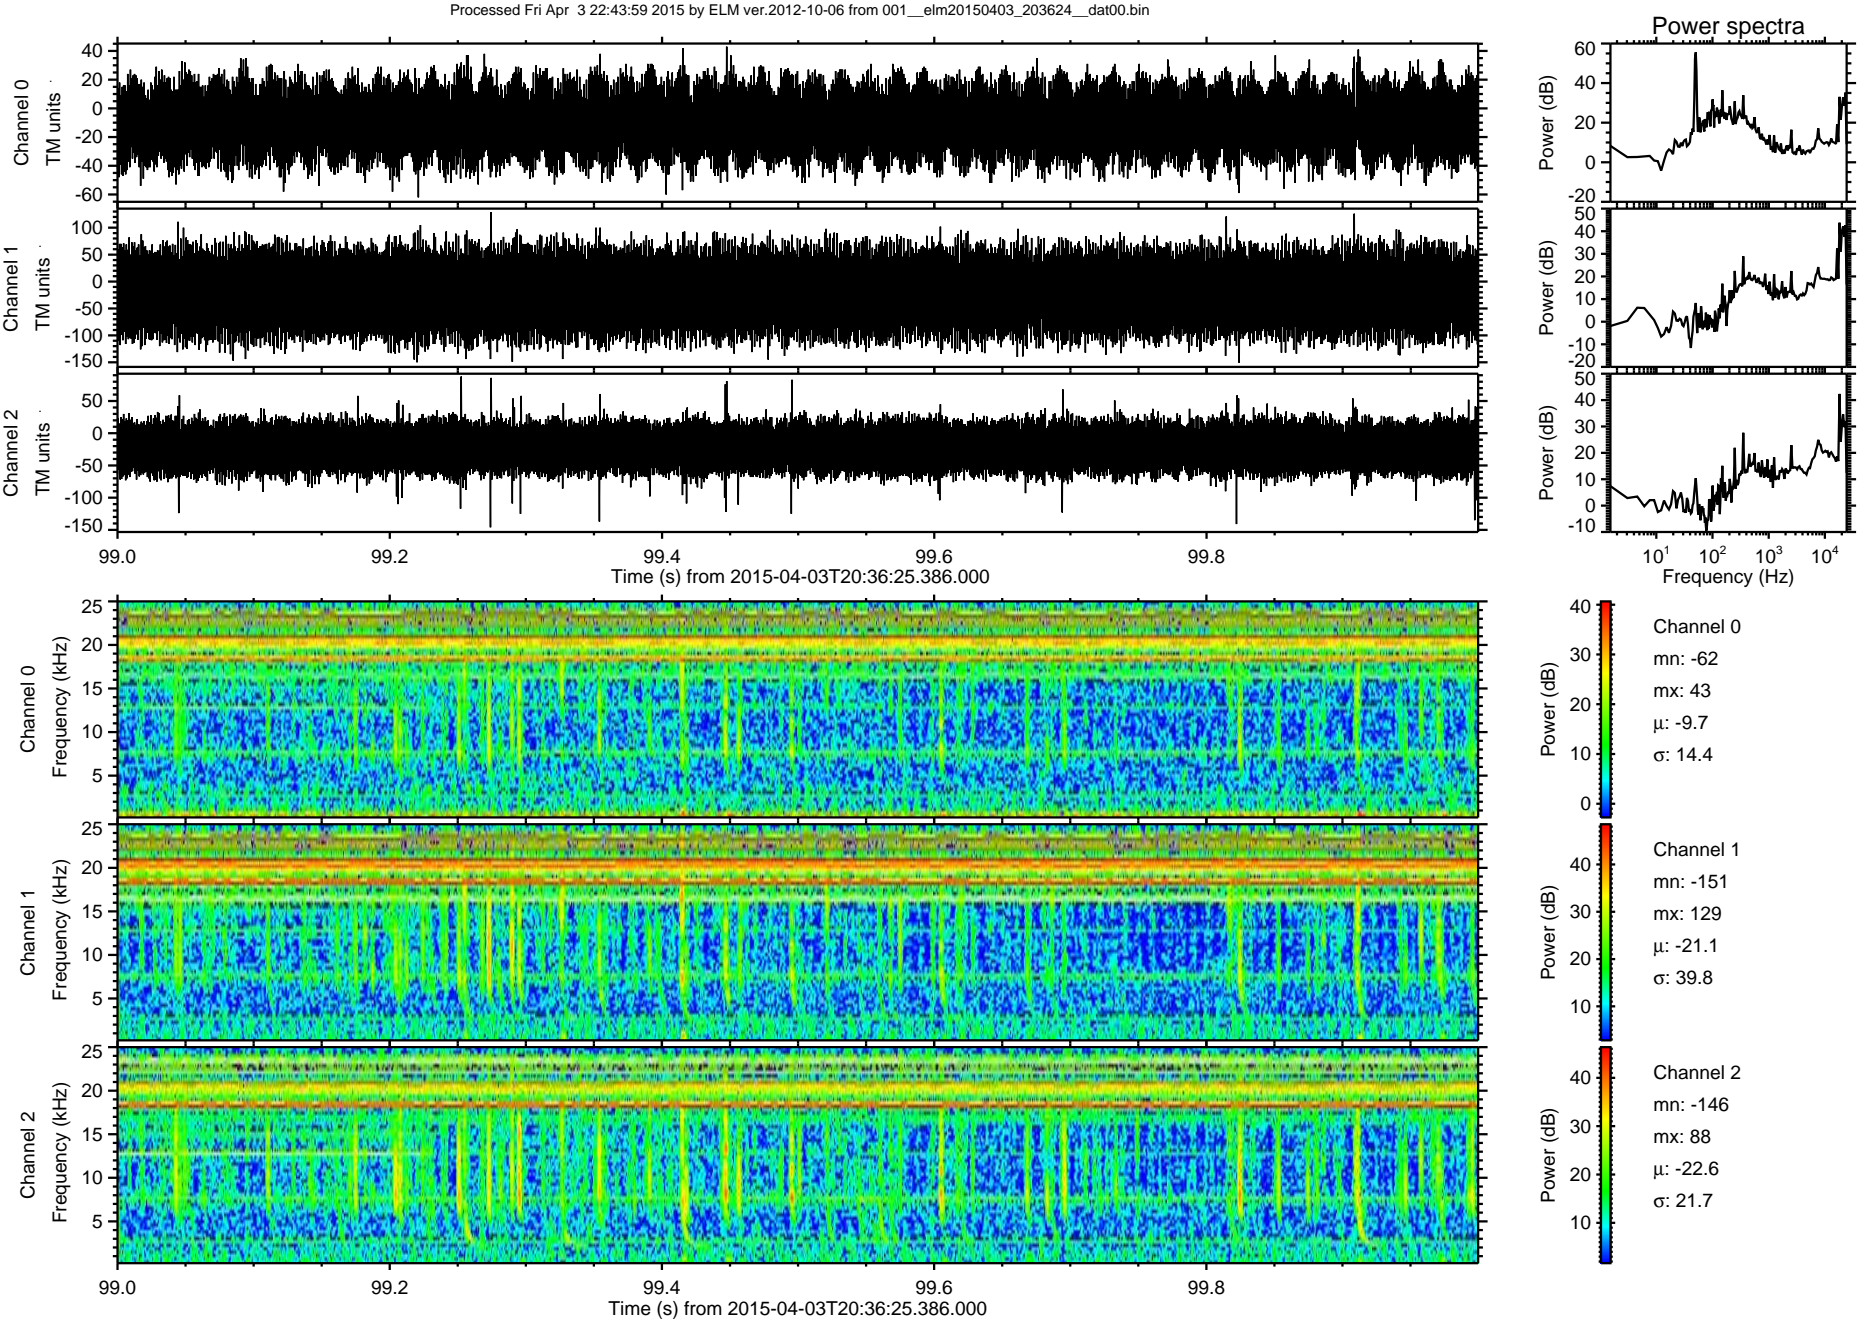 Processed Fri Apr  3 22:43:59 2015 by ELM ver.2012-10-06 from 001__elm20150403_203624__dat00.bin
Power spectra
Channel 0
TM units
40
20
0
-20
-40
-60
Power (dB)
60
40
20
0
-20
Channel 1
TM units
100
50
0
-50
-100
-150
Power (dB)
50
40
30
20
10
0
-10
-20
Channel 2
TM units
50
0
-50
-100
-150
Power (dB)
50
40
30
20
10
0
-10
99.0 99.2 99.4 99.6 99.8
Time (s) from 2015-04-03T20:36:25.386.000
10^1 10^2 10^3 10^4
Frequency (Hz)
Channel 0
Frequency (kHz)
25
20
15
10
5
Power (dB)
40
30
20
10
0
Channel 0
mn: -62
mx: 43
μ: -9.7
σ: 14.4
Channel 1
Frequency (kHz)
25
20
15
10
5
Power (dB)
40
30
20
10
Channel 1
mn: -151
mx: 129
μ: -21.1
σ: 39.8
Channel 2
Frequency (kHz)
25
20
15
10
5
Power (dB)
40
30
20
10
Channel 2
mn: -146
mx: 88
μ: -22.6
σ: 21.7
99.0 99.2 99.4 99.6 99.8
Time (s) from 2015-04-03T20:36:25.386.000